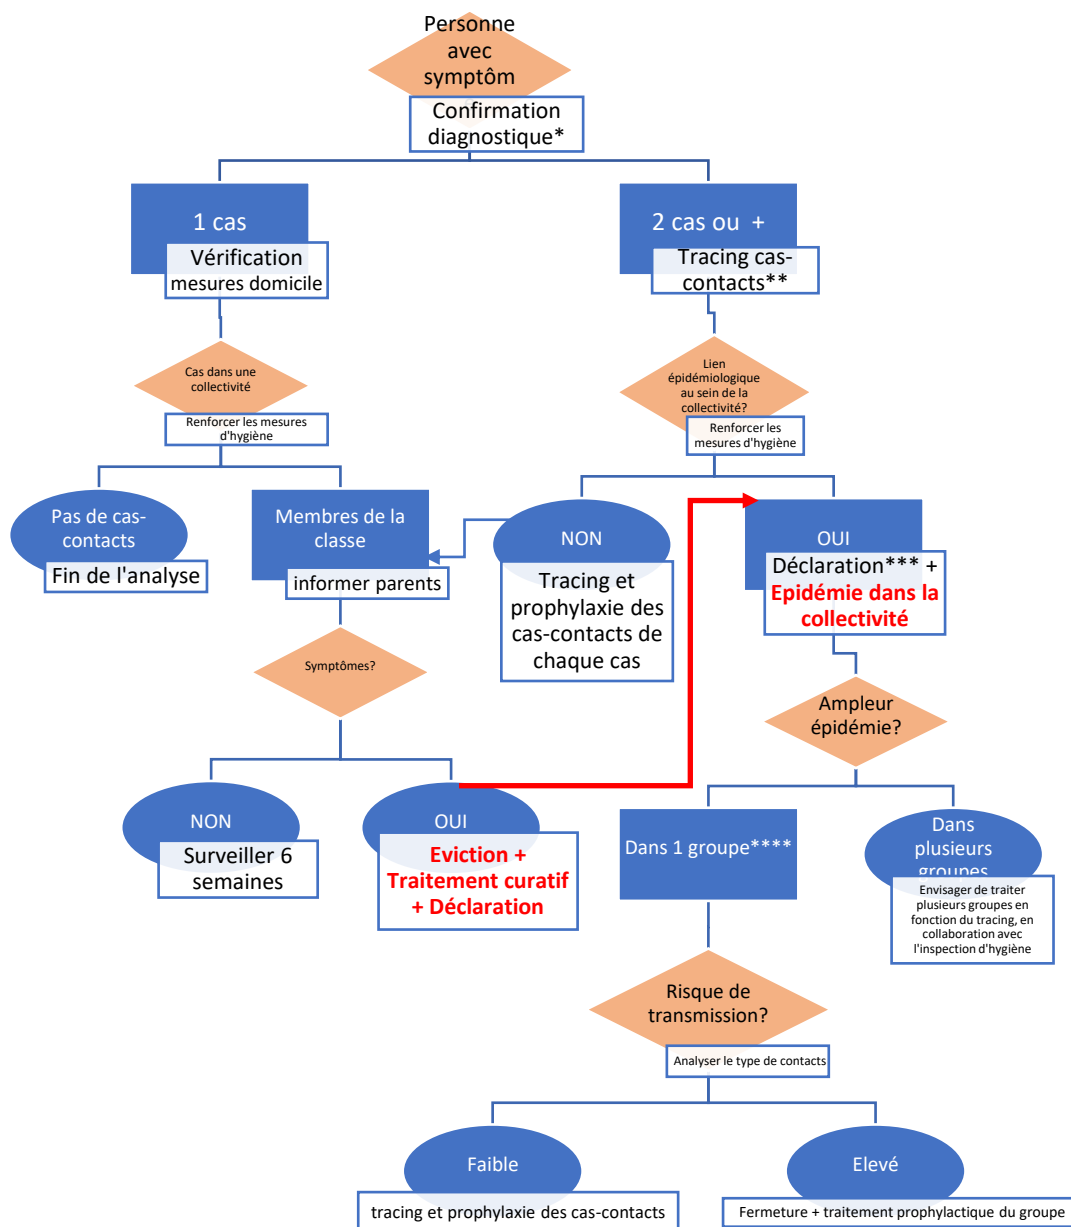 Personne
avec
symptôm
Confirmation
diagnostique*
1 cas
Vérification
mesures domicile
2 cas ou +
Tracing cas-
contacts**
Cas dans une
collectivité
Renforcer les mesures
d'hygiène
Lien
épidémiologique
au sein de la
collectivité?
Renforcer les
mesures d'hygiène
Pas de cas-
contacts
Fin de l'analyse
Membres de la
classe
informer parents
NON
Tracing et
prophylaxie des
cas-contacts de
chaque cas
OUI
Déclaration*** +
Epidémie dans la
collectivité
Symptômes?
Ampleur
épidémie?
NON
Surveiller 6
semaines
OUI
Eviction +
Traitement curatif
+ Déclaration
Dans 1 groupe****
Dans
plusieurs
groupes
Envisager de traiter
plusieurs groupes en
fonction du tracing, en
collaboration avec
l'inspection d'hygiène
Risque de
transmission?
Analyser le type de contacts
Faible
tracing et prophylaxie des cas-contacts
Elevé
Fermeture + traitement prophylactique du groupe